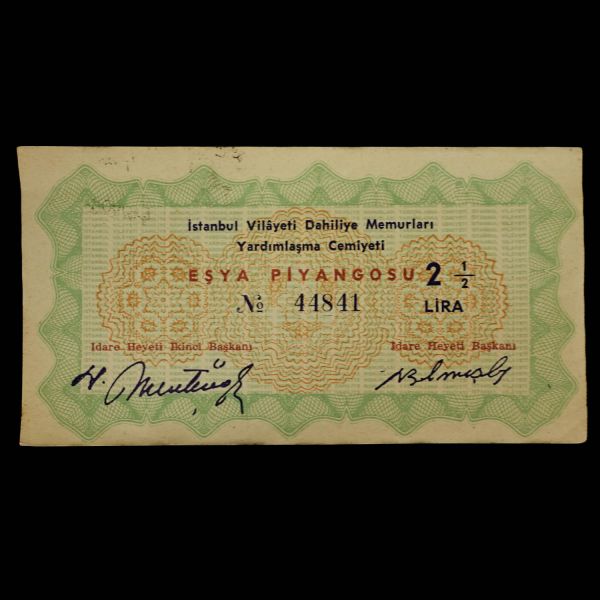 İstanbul Vilâyeti Dahiliye Memurları
Yardımlaşma Cemiyeti
EŞYA PİYANGOSU 2 1/2
№ 44841 LİRA
İdare Heyeti İkinci Başkanı İdare Heyeti Başkanı